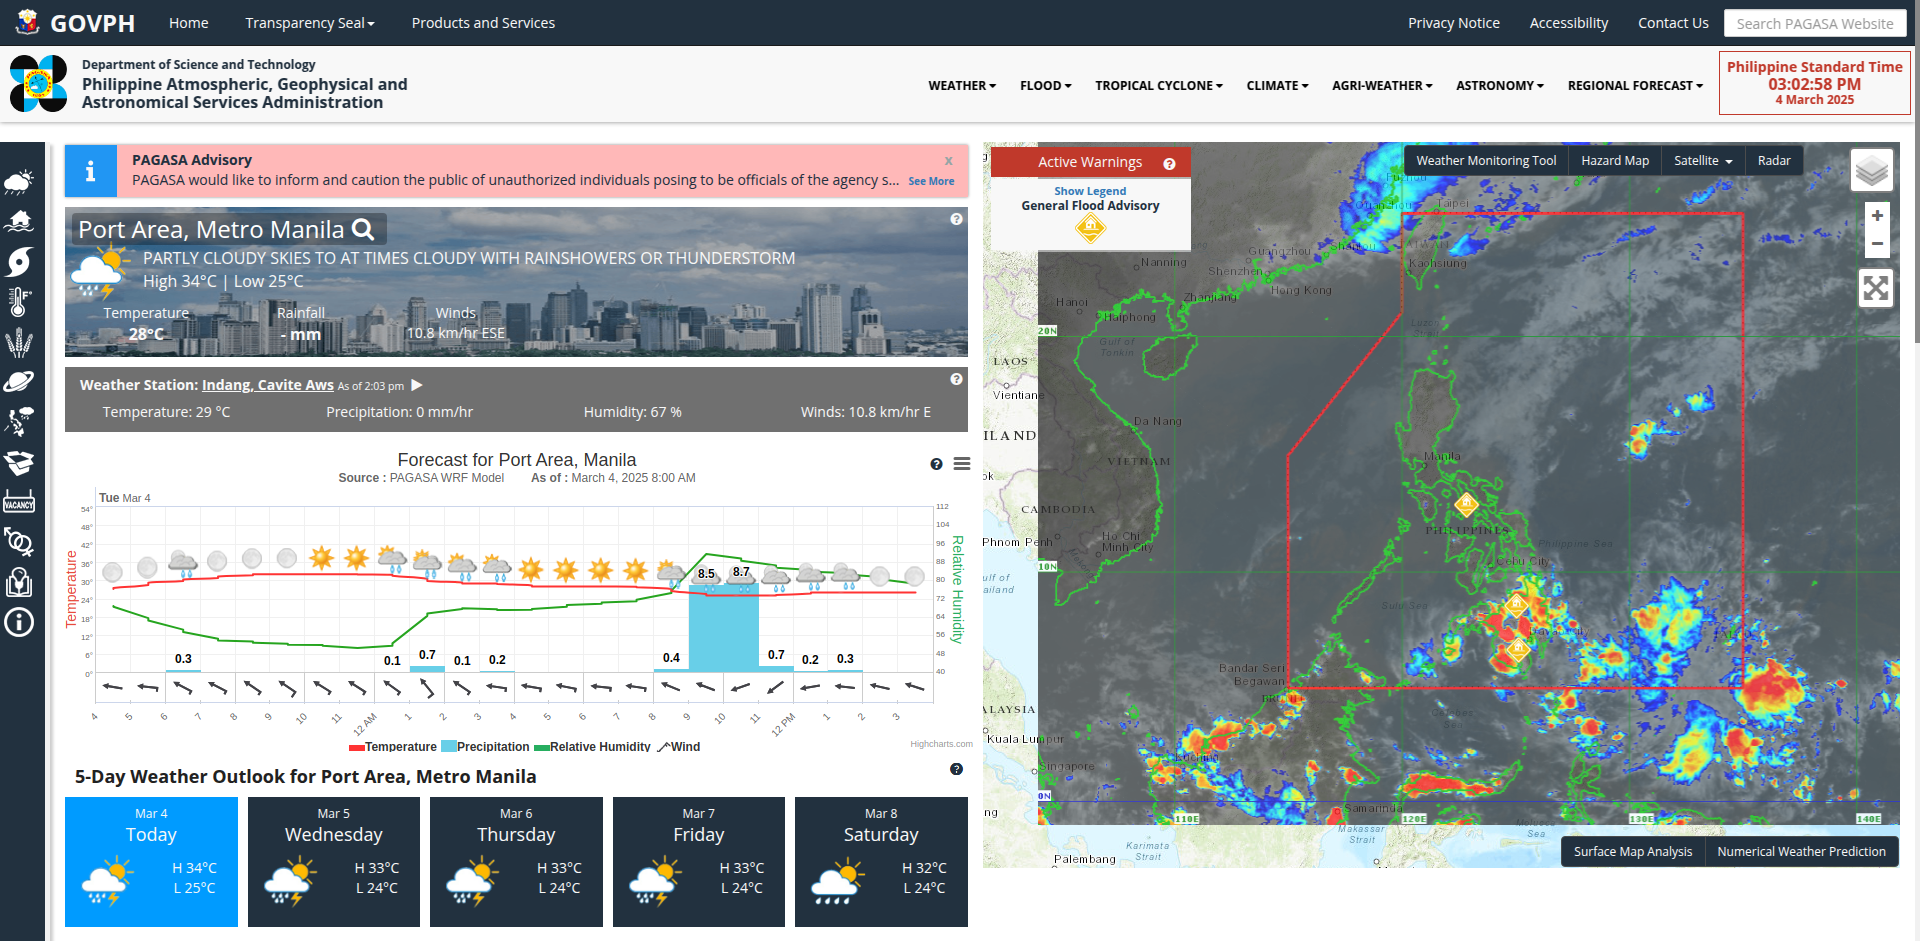 GOVPH
Home
Transparency Seal
Products and Services
Privacy Notice
Accessibility
Contact Us
Search PAGASA Website
Department of Science and Technology
Philippine Atmospheric, Geophysical and
Astronomical Services Administration
WEATHER
FLOOD
TROPICAL CYCLONE
CLIMATE
AGRI-WEATHER
ASTRONOMY
REGIONAL FORECAST
Philippine Standard Time
03:02:58 PM
4 March 2025
VACANCY
PAGASA Advisory
x
PAGASA would like to inform and caution the public of unauthorized individuals posing to be officials of the agency s... See More
Port Area, Metro Manila
PARTLY CLOUDY SKIES TO AT TIMES CLOUDY WITH RAINSHOWERS OR THUNDERSTORM
High 34°C | Low 25°C
Temperature
Rainfall
Winds
28°C
- mm
10.8 km/hr ESE
Weather Station: Indang, Cavite Aws As of 2:03 pm
Temperature: 29 °C
Precipitation: 0 mm/hr
Humidity: 67 %
Winds: 10.8 km/hr E
Forecast for Port Area, Manila
Source : PAGASA WRF Model As of : March 4, 2025 8:00 AM
Tue Mar 4
Temperature
54°
48°
42°
36°
30°
24°
18°
12°
6°
0°
112
104
96
88
80
72
64
56
48
40
Relative Humidity
0.3
0.1
0.7
0.1
0.2
0.4
8.5
8.7
0.7
0.2
0.3
4 5 6 7 8 9 10 11 12 AM 1 2 3 4 5 6 7 8 9 10 11 12 PM 1 2 3
Temperature Precipitation Relative Humidity Wind
Highcharts.com
5-Day Weather Outlook for Port Area, Metro Manila
Mar 4
Today
H 34°C
L 25°C
Mar 5
Wednesday
H 33°C
L 24°C
Mar 6
Thursday
H 33°C
L 24°C
Mar 7
Friday
H 33°C
L 24°C
Mar 8
Saturday
H 32°C
L 24°C
Active Warnings
Show Legend
General Flood Advisory
Weather Monitoring Tool
Hazard Map
Satellite
Radar
+
−
Taipei
Guangzhou
Shantou
TAIWAN
Kaohsiung
Nanning
Shenzhen
Hong Kong
Zhanjiang
Hanoi
Haiphong
20N
Gulf of
Tonkin
Luzon
Strait
LAOS
Vientiane
Da Nang
VIETNAM
Manila
CAMBODIA
PHILIPPINES
Ho Chi
Minh City
Phnom Penh
Philippine Sea
10N
Cebu City
Sulu Sea
Davao City
Bandar Seri
Begawan
BRUNEI
ALAYSIA
Kuala Lumpur
Kuching
Singapore
0N
110E
120E
130E
140E
Samarinda
Makassar
Strait
Karimata
Strait
Palembang
Surface Map Analysis
Numerical Weather Prediction